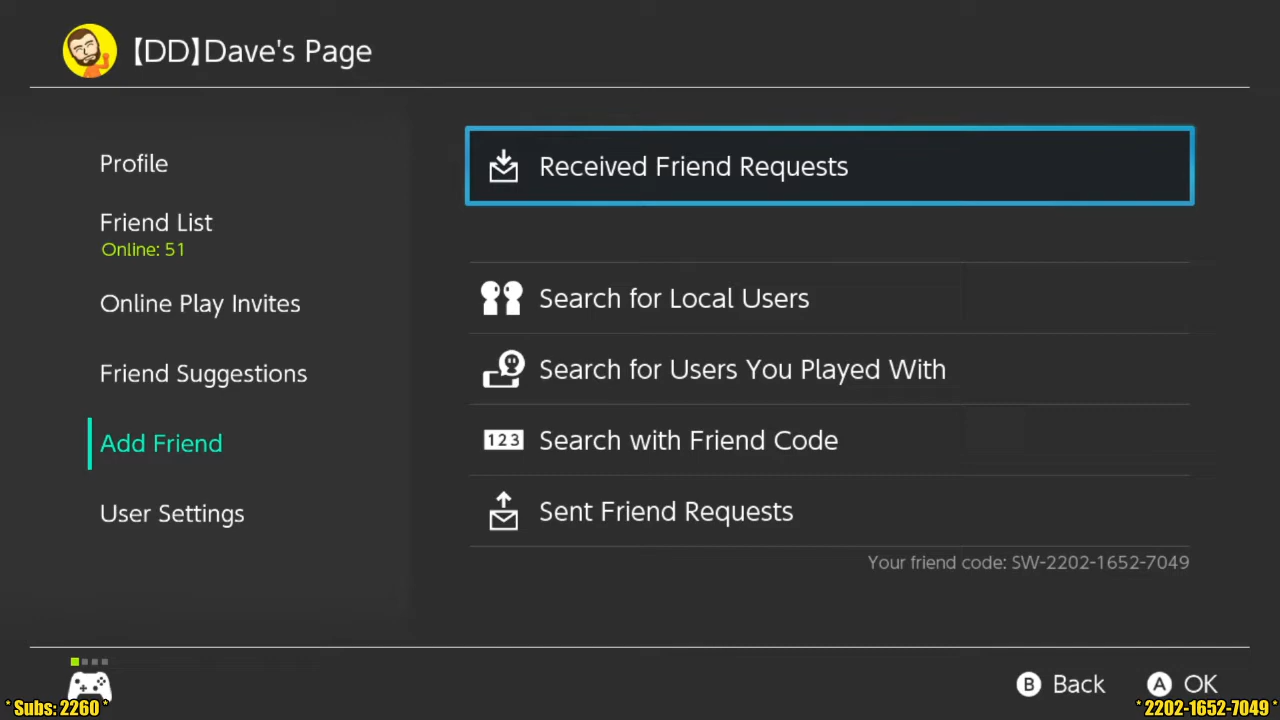 【DD】Dave's Page
Profile
Friend List
Online: 51
Online Play Invites
Friend Suggestions
Add Friend
User Settings
Received Friend Requests
Search for Local Users
Search for Users You Played With
123 Search with Friend Code
Sent Friend Requests
Your friend code: SW-2202-1652-7049
B Back
A OK
* Subs: 2260 *
* 2202-1652-7049 *